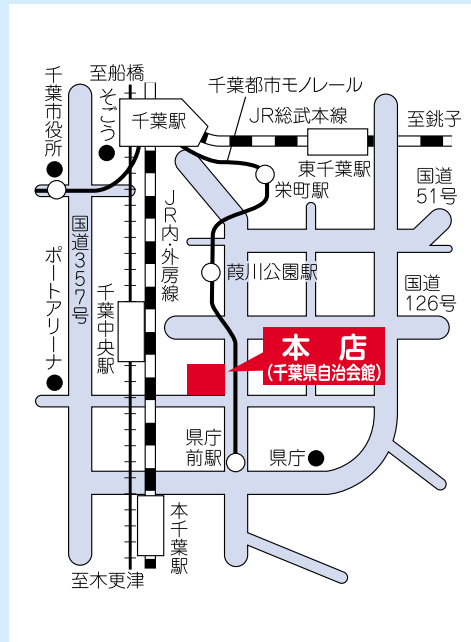 至船橋
千葉市役所
そごう
千葉駅
千葉都市モノレール
JR総武本線
至銚子
東千葉駅
栄町駅
国道
51号
JR内・外房線
国道357号
ポートアリーナ
千葉中央駅
葭川公園駅
国道
126号
本店
(千葉県自治会館)
県庁
前駅
県庁
本千葉駅
至木更津